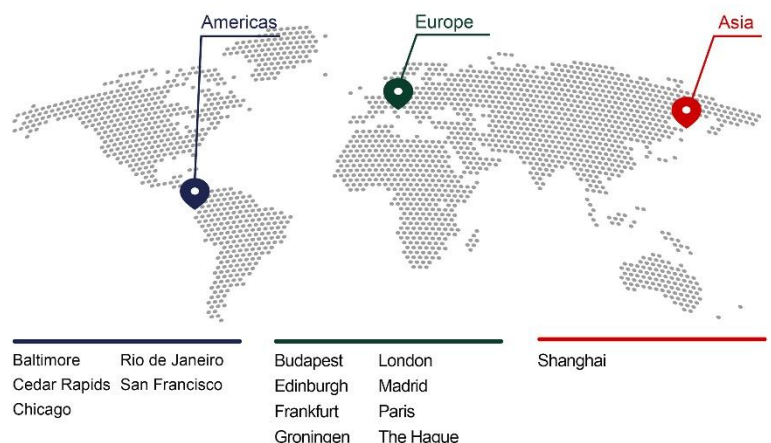 Americas
Europe
Asia
Baltimore
Cedar Rapids
Chicago
Rio de Janeiro
San Francisco
Budapest
Edinburgh
Frankfurt
Groningen
London
Madrid
Paris
The Hague
Shanghai